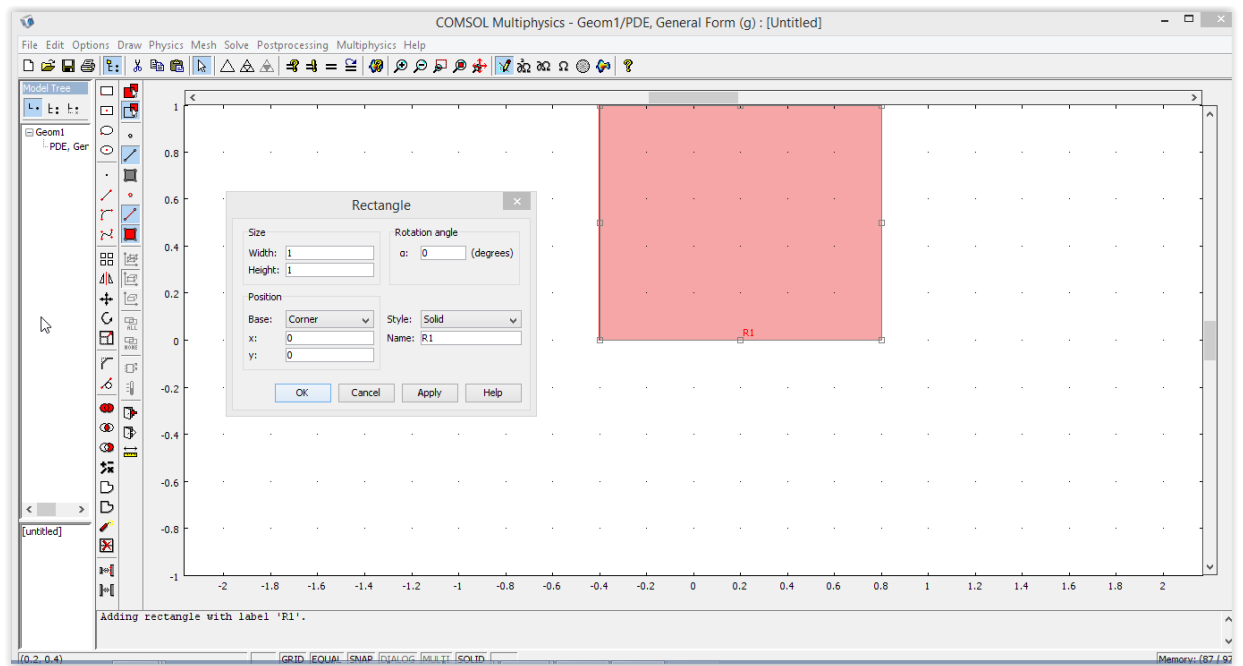 COMSOL Multiphysics - Geom1/PDE, General Form (g) : [Untitled]
File Edit Options Draw Physics Mesh Solve Postprocessing Multiphysics Help
Model Tree
Geom1
PDE, Ger
1
0.8
0.6
0.4
0.2
0
-0.2
-0.4
-0.6
-0.8
-1
Rectangle
Size
Width: 1
Height: 1
Rotation angle
α: 0 (degrees)
Position
Base: Corner
x: 0
y: 0
Style: Solid
Name: R1
OK Cancel Apply Help
R1
-2 -1.8 -1.6 -1.4 -1.2 -1 -0.8 -0.6 -0.4 -0.2 0 0.2 0.4 0.6 0.8 1 1.2 1.4 1.6 1.8 2
[untitled]
Adding rectangle with label 'R1'.
(0.2, 0.4) GRID EQUAL SNAP DIALOG MULTI SOLID Memory: (87 / 97